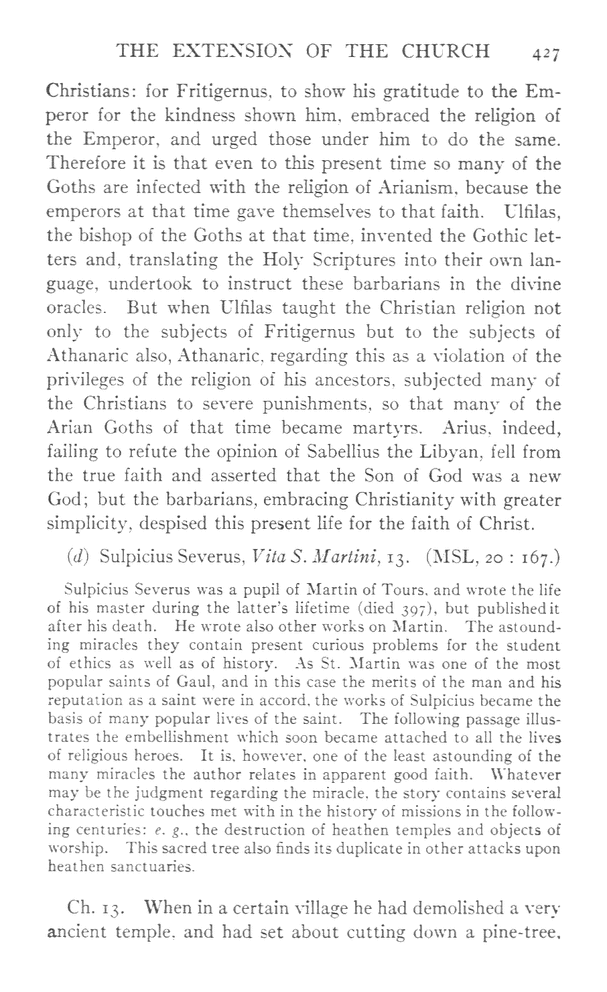 THE EXTENSION OF THE CHURCH 427
Christians: for Fritigernus, to show his gratitude to the Em-
peror for the kindness shown him, embraced the religion of
the Emperor, and urged those under him to do the same.
Therefore it is that even to this present time so many of the
Goths are infected with the religion of Arianism, because the
emperors at that time gave themselves to that faith. Ulfilas,
the bishop of the Goths at that time, invented the Gothic let-
ters and, translating the Holy Scriptures into their own lan-
guage, undertook to instruct these barbarians in the divine
oracles. But when Ulfilas taught the Christian religion not
only to the subjects of Fritigernus but to the subjects of
Athanaric also, Athanaric, regarding this as a violation of the
privileges of the religion of his ancestors, subjected many of
the Christians to severe punishments, so that many of the
Arian Goths of that time became martyrs. Arius, indeed,
failing to refute the opinion of Sabellius the Libyan, fell from
the true faith and asserted that the Son of God was a new
God; but the barbarians, embracing Christianity with greater
simplicity, despised this present life for the faith of Christ.
(d) Sulpicius Severus, Vita S. Martini, 13. (MSL, 20 : 167.)
Sulpicius Severus was a pupil of Martin of Tours, and wrote the life
of his master during the latter's lifetime (died 397), but published it
after his death. He wrote also other works on Martin. The astound-
ing miracles they contain present curious problems for the student
of ethics as well as of history. As St. Martin was one of the most
popular saints of Gaul, and in this case the merits of the man and his
reputation as a saint were in accord, the works of Sulpicius became the
basis of many popular lives of the saint. The following passage illus-
trates the embellishment which soon became attached to all the lives
of religious heroes. It is, however, one of the least astounding of the
many miracles the author relates in apparent good faith. Whatever
may be the judgment regarding the miracle, the story contains several
characteristic touches met with in the history of missions in the follow-
ing centuries: e. g., the destruction of heathen temples and objects of
worship. This sacred tree also finds its duplicate in other attacks upon
heathen sanctuaries.
Ch. 13. When in a certain village he had demolished a very
ancient temple, and had set about cutting down a pine-tree,